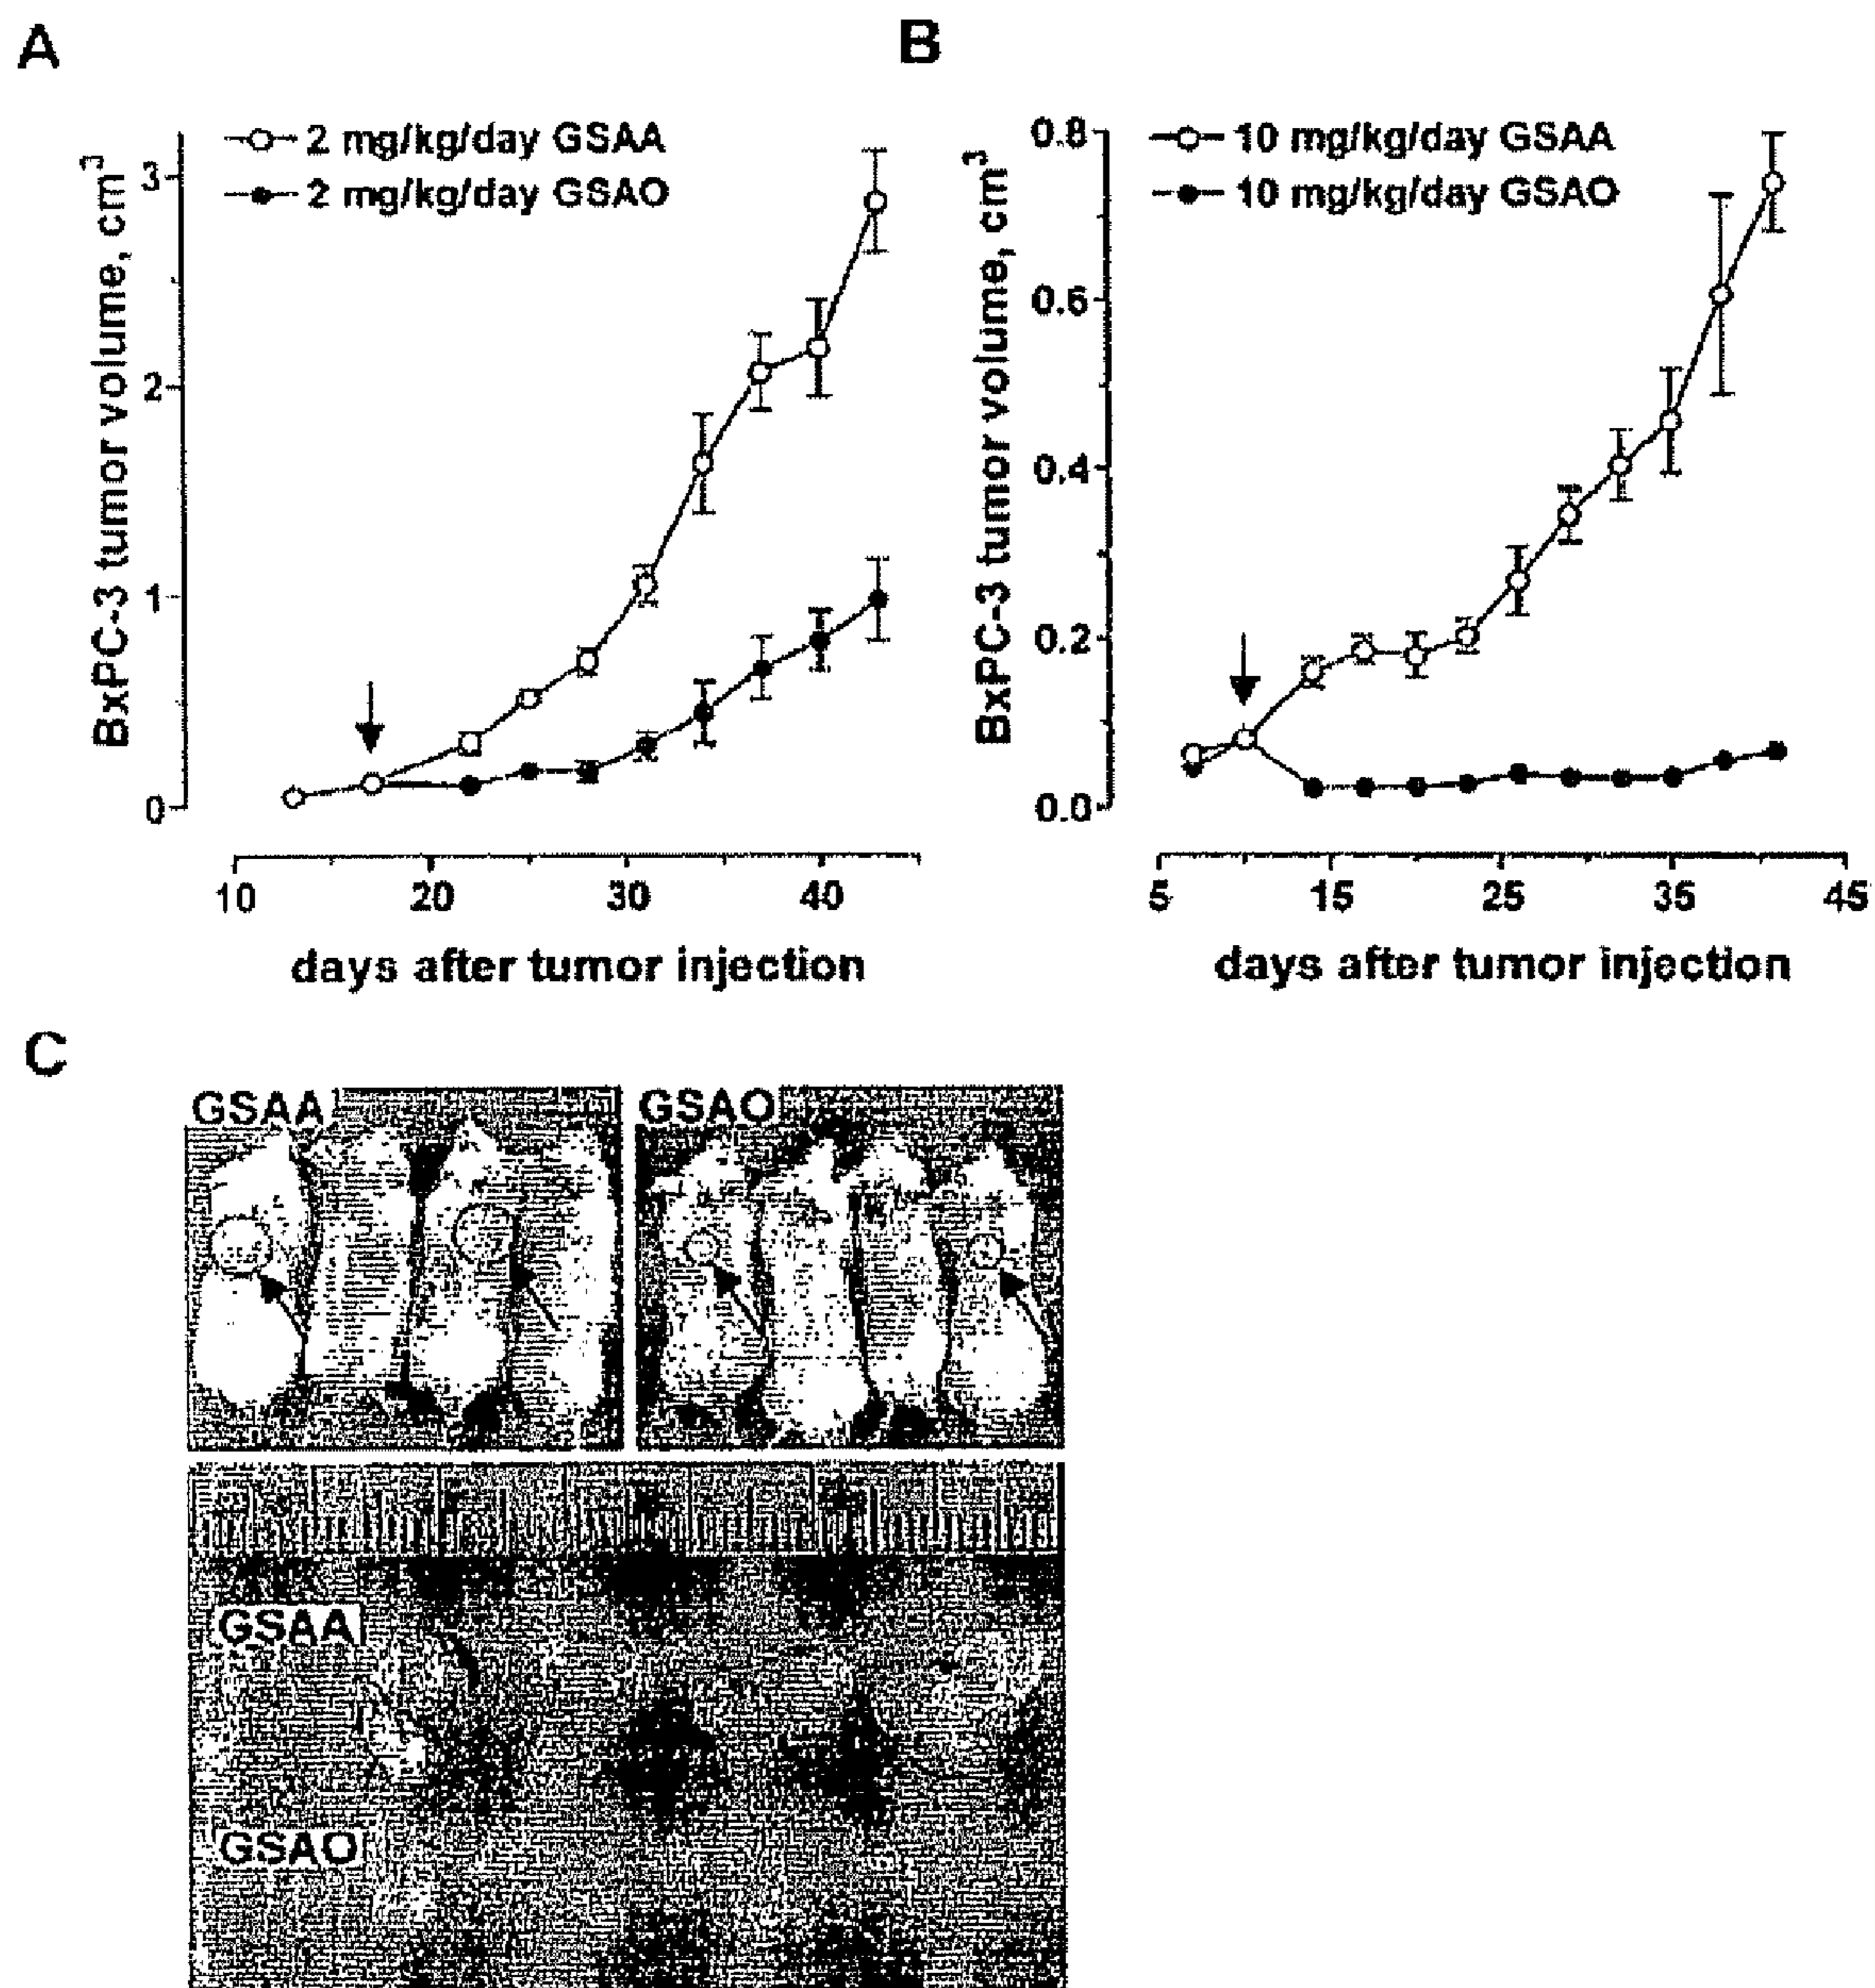 A
2 mg/kg/day GSAA
2 mg/kg/day GSAO
BxPC-3 tumor volume, cm³
3
2
1
0
10 20 30 40
days after tumor injection
B
10 mg/kg/day GSAA
10 mg/kg/day GSAO
BxPC-3 tumor volume, cm³
0.8
0.6
0.4
0.2
0.0
5 15 25 35 45
days after tumor injection
C
GSAA
GSAO
GSAA
GSAO